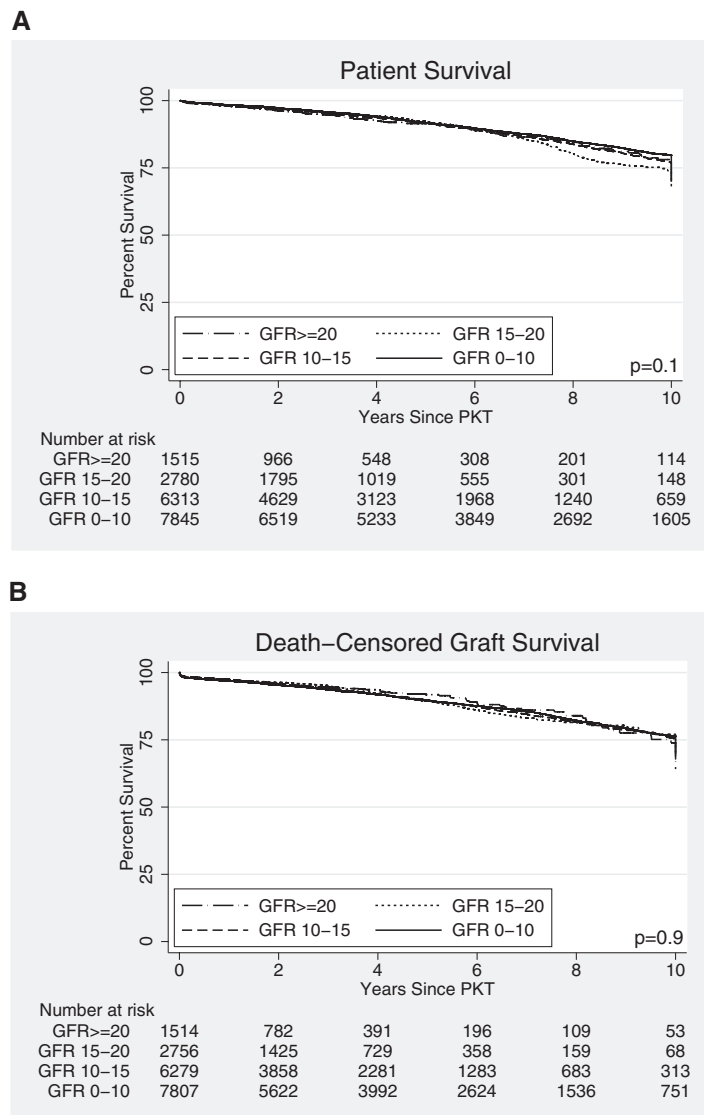 A
Patient Survival
Percent Survival
100
75
50
25
0
GFR>=20 GFR 15−20
GFR 10−15 GFR 0−10
p=0.1
0 2 4 6 8 10
Years Since PKT
Number at risk
GFR>=20 1515 966 548 308 201 114
GFR 15−20 2780 1795 1019 555 301 148
GFR 10−15 6313 4629 3123 1968 1240 659
GFR 0−10 7845 6519 5233 3849 2692 1605
B
Death−Censored Graft Survival
Percent Survival
100
75
50
25
0
GFR>=20 GFR 15−20
GFR 10−15 GFR 0−10
p=0.9
0 2 4 6 8 10
Years Since PKT
Number at risk
GFR>=20 1514 782 391 196 109 53
GFR 15−20 2756 1425 729 358 159 68
GFR 10−15 6279 3858 2281 1283 683 313
GFR 0−10 7807 5622 3992 2624 1536 751